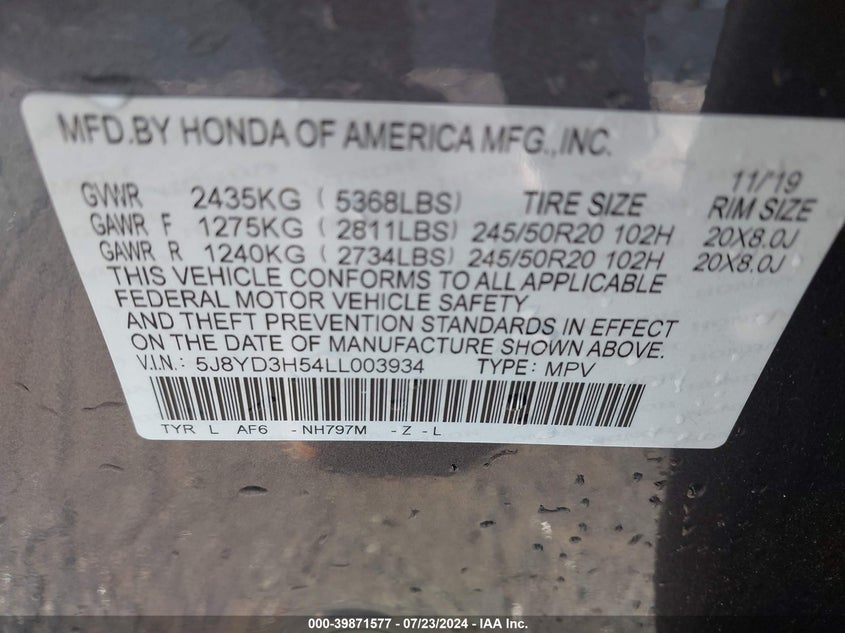 MFD.BY HONDA OF AMERICA MFG.,INC.
11/19
GVWR 2435KG ( 5368LBS) TIRE SIZE RIM SIZE
GAWR F 1275KG ( 2811LBS) 245/50R20 102H 20X8.0J
GAWR R 1240KG ( 2734LBS) 245/50R20 102H 20X8.0J
THIS VEHICLE CONFORMS TO ALL APPLICABLE
FEDERAL MOTOR VEHICLE SAFETY
AND THEFT PREVENTION STANDARDS IN EFFECT
ON THE DATE OF MANUFACTURE SHOWN ABOVE.
V.I.N.: 5J8YD3H54LL003934 TYPE: MPV
TYR L AF6 -NH797M -Z -L
000-39871577 - 07/23/2024 - IAA Inc.